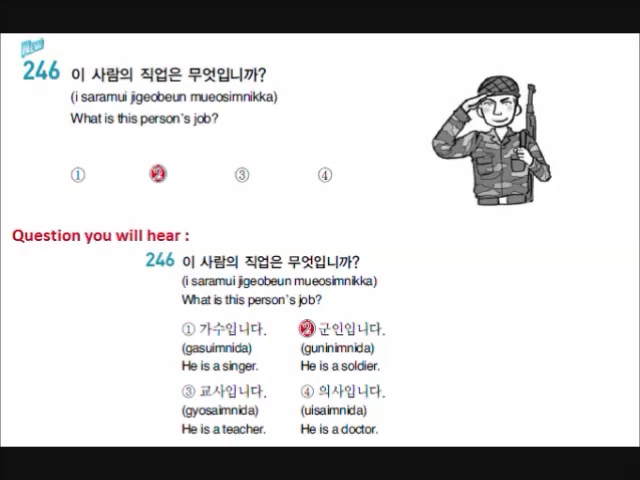 New
246 이 사람의 직업은 무엇입니까?
(i saramui jigeobeun mueosimnikka)
What is this person's job?
① ② ③ ④
Question you will hear :
246 이 사람의 직업은 무엇입니까?
(i saramui jigeobeun mueosimnikka)
What is this person's job?
① 가수입니다. ② 군인입니다.
(gasuimnida) (guninimnida)
He is a singer. He is a soldier.
③ 교사입니다. ④ 의사입니다.
(gyosaimnida) (uisaimnida)
He is a teacher. He is a doctor.